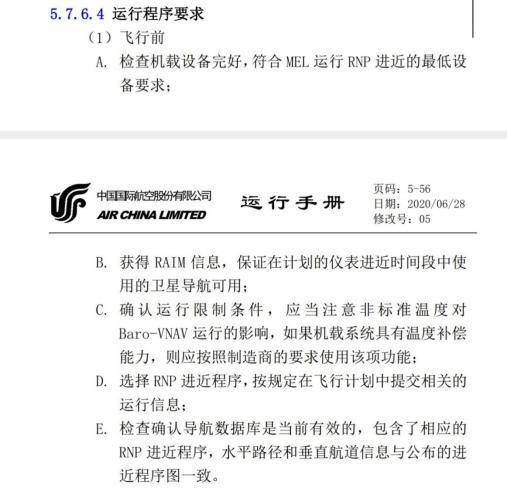 5.7.6.4 运行程序要求
（1）飞行前
A. 检查机载设备完好，符合 MEL 运行 RNP 进近的最低设
备要求；
中国国际航空股份有限公司
AIR CHINA LIMITED
运行手册
页码：5-56
日期：2020/06/28
修改号：05
B. 获得 RAIM 信息，保证在计划的仪表进近时间段中使
用的卫星导航可用；
C. 确认运行限制条件，应当注意非标准温度对
Baro-VNAV 运行的影响，如果机载系统具有温度补偿
能力，则应按照制造商的要求使用该项功能；
D. 选择 RNP 进近程序，按规定在飞行计划中提交相关的
运行信息；
E. 检查确认导航数据库是当前有效的，包含了相应的
RNP 进近程序，水平路径和垂直航道信息与公布的进
近程序图一致。